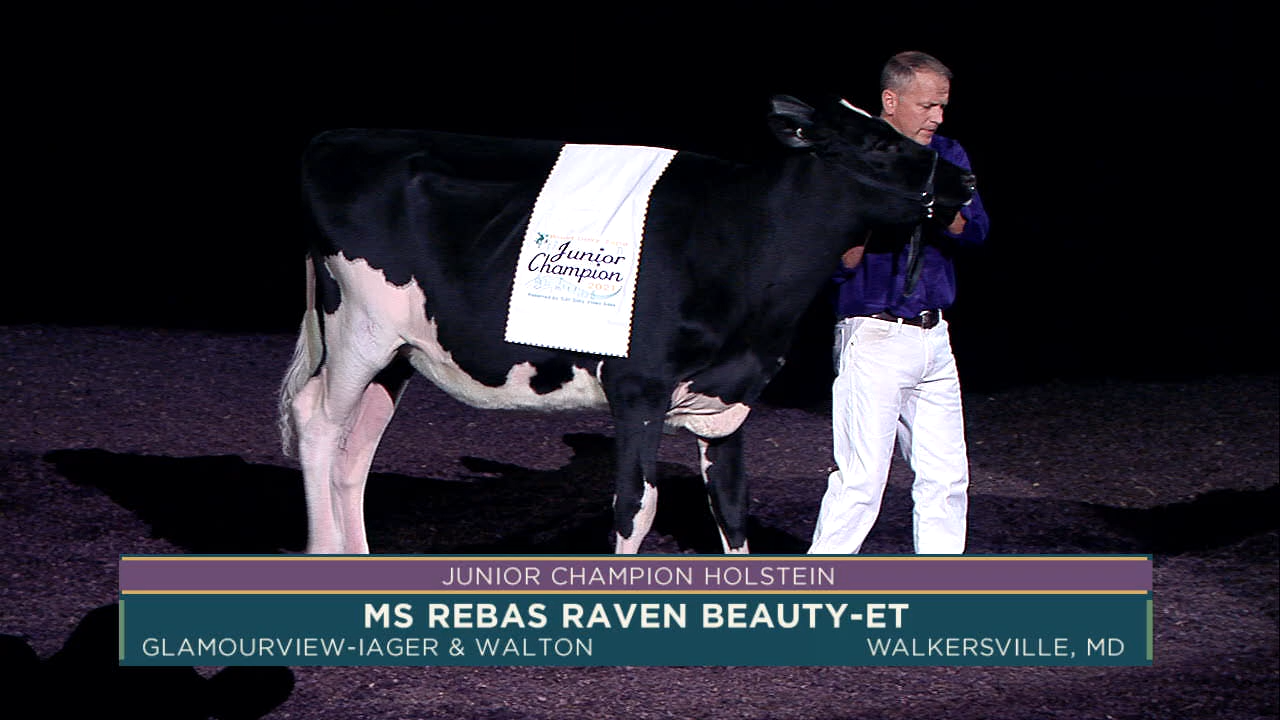 Junior
Champion
2021
JUNIOR CHAMPION HOLSTEIN
MS REBAS RAVEN BEAUTY-ET
GLAMOURVIEW-IAGER & WALTON
WALKERSVILLE, MD